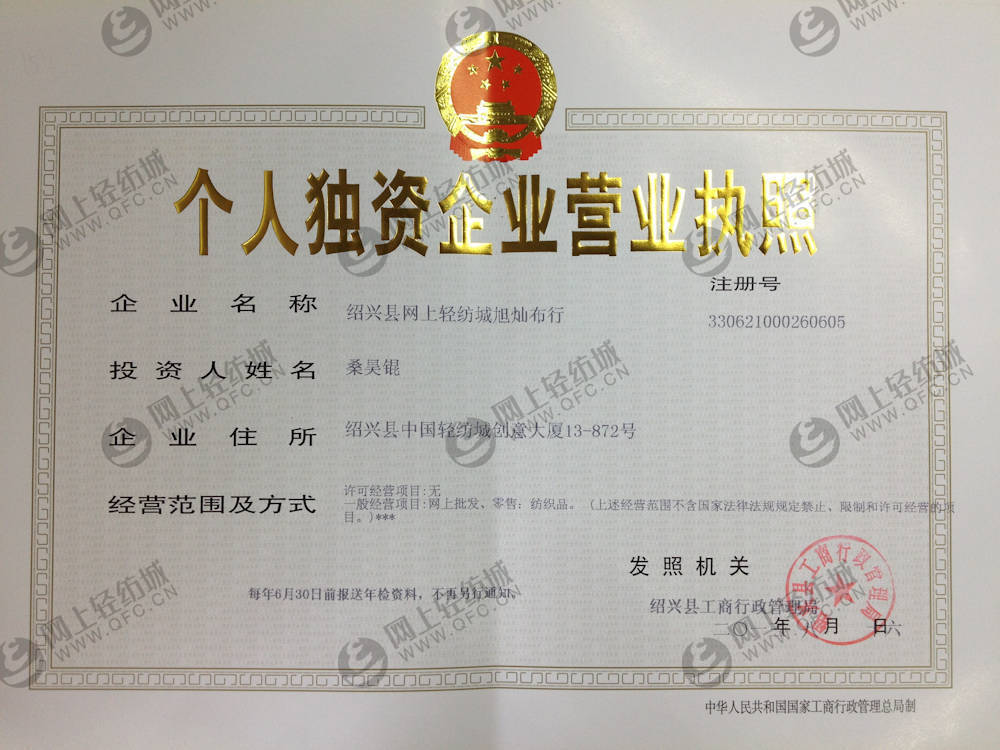 个人独资企业营业执照
注册号
330621000260605
企业名称 绍兴县网上轻纺城旭灿布行
投资人姓名 桑昊锟
企业住所 绍兴县中国轻纺城创意大厦13-872号
经营范围及方式 许可经营项目:无
一般经营项目:网上批发、零售:纺织品。(上述经营范围不含国家法律法规规定禁止、限制和许可经营的项
目。)***
发照机关
绍兴县工商行政管理局
每年6月30日前报送年检资料,不再另行通知。
二〇 年八月 日六
中华人民共和国国家工商行政管理总局制
网上轻纺城
WWW.QFC.CN